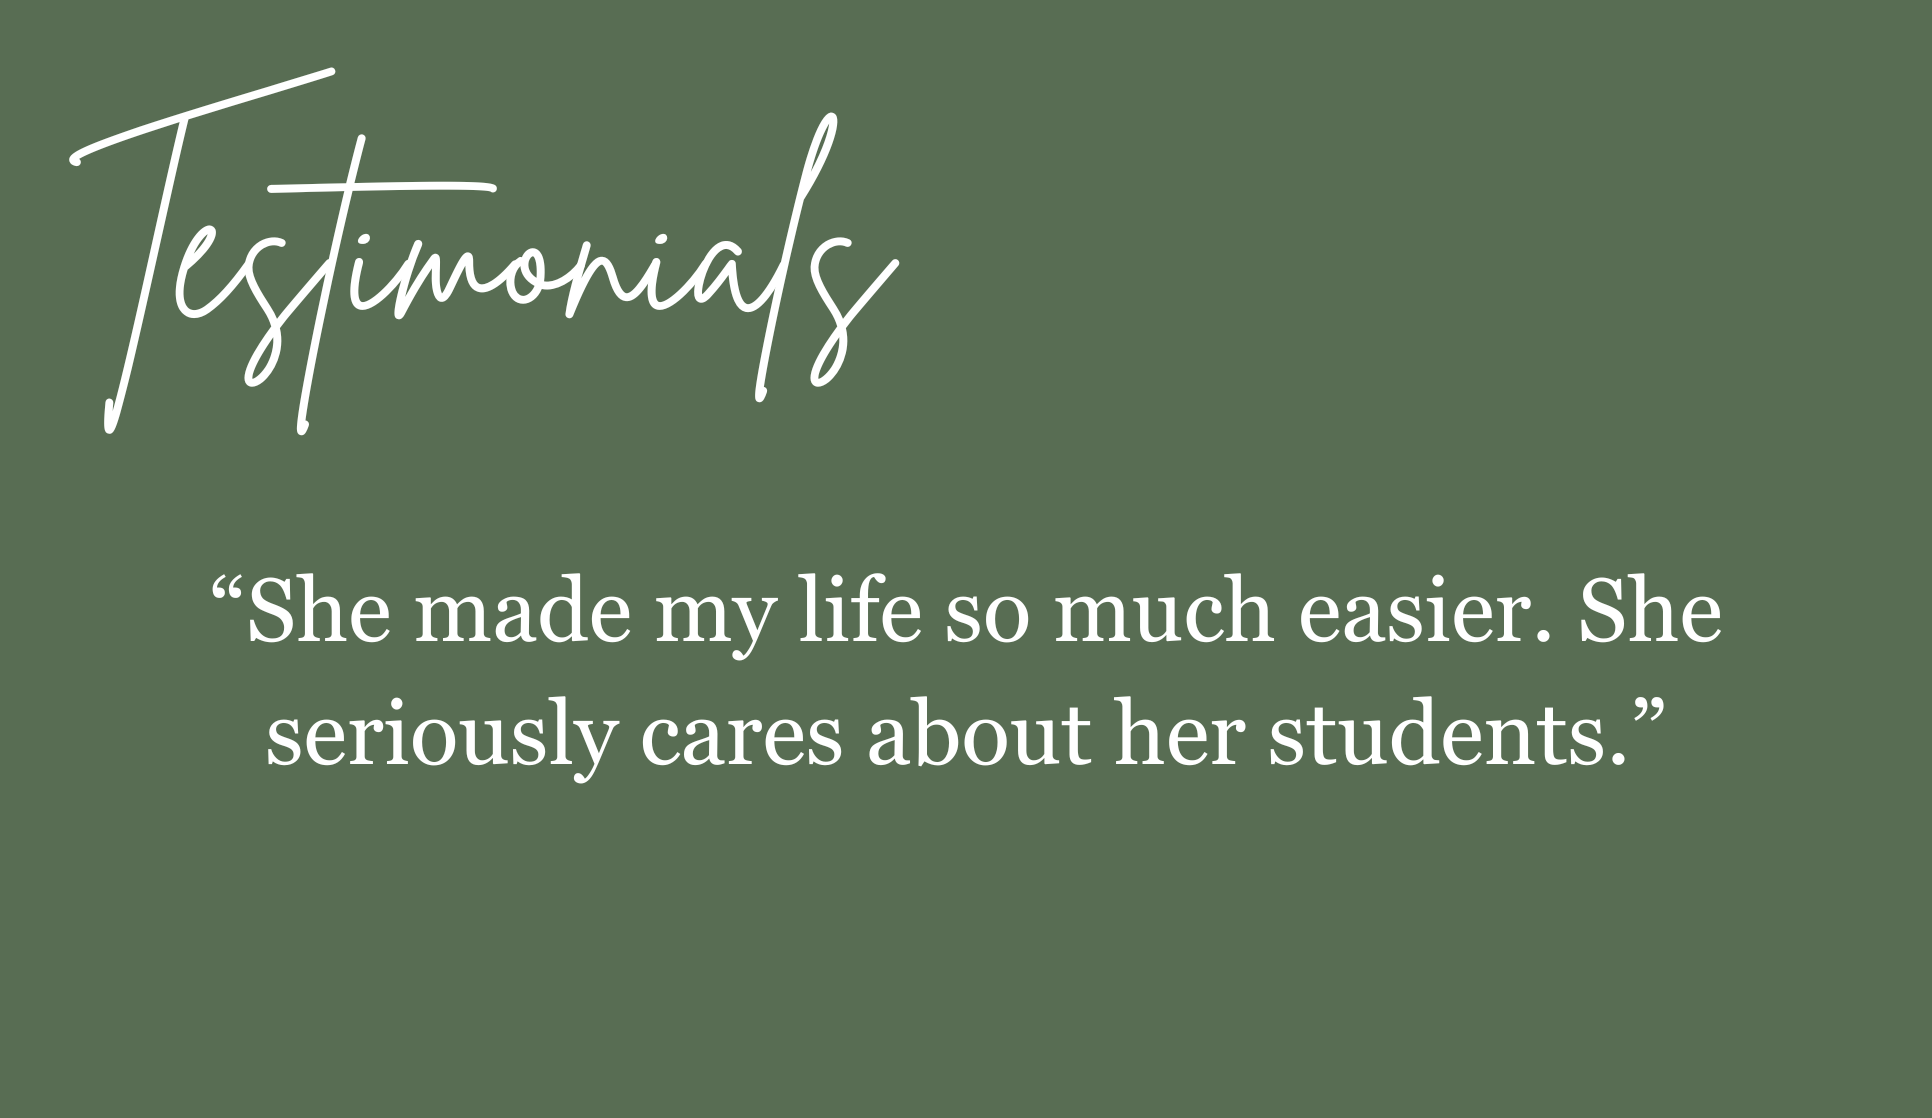 Testimonials
“She made my life so much easier. She
seriously cares about her students.”